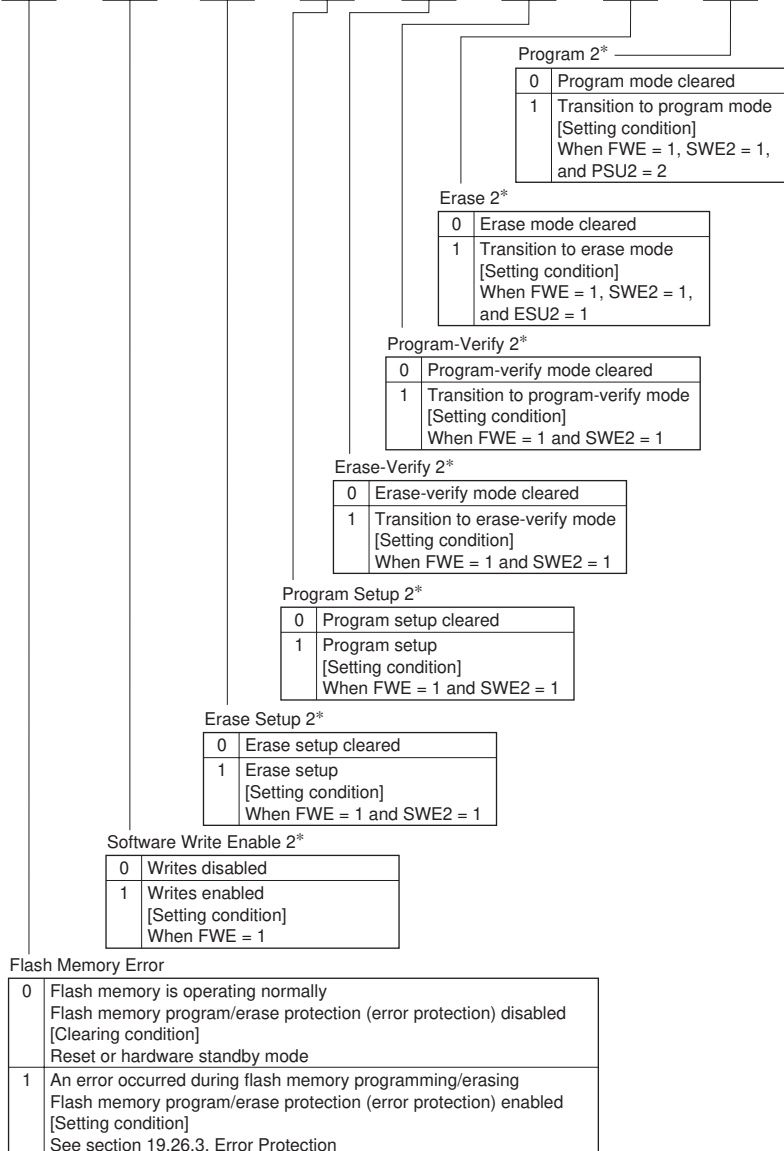 Program 2*
0 Program mode cleared
1 Transition to program mode
[Setting condition]
When FWE = 1, SWE2 = 1,
and PSU2 = 2
Erase 2*
0 Erase mode cleared
1 Transition to erase mode
[Setting condition]
When FWE = 1, SWE2 = 1,
and ESU2 = 1
Program-Verify 2*
0 Program-verify mode cleared
1 Transition to program-verify mode
[Setting condition]
When FWE = 1 and SWE2 = 1
Erase-Verify 2*
0 Erase-verify mode cleared
1 Transition to erase-verify mode
[Setting condition]
When FWE = 1 and SWE2 = 1
Program Setup 2*
0 Program setup cleared
1 Program setup
[Setting condition]
When FWE = 1 and SWE2 = 1
Erase Setup 2*
0 Erase setup cleared
1 Erase setup
[Setting condition]
When FWE = 1 and SWE2 = 1
Software Write Enable 2*
0 Writes disabled
1 Writes enabled
[Setting condition]
When FWE = 1
Flash Memory Error
0 Flash memory is operating normally
Flash memory program/erase protection (error protection) disabled
[Clearing condition]
Reset or hardware standby mode
1 An error occurred during flash memory programming/erasing
Flash memory program/erase protection (error protection) enabled
[Setting condition]
See section 19.26.3, Error Protection